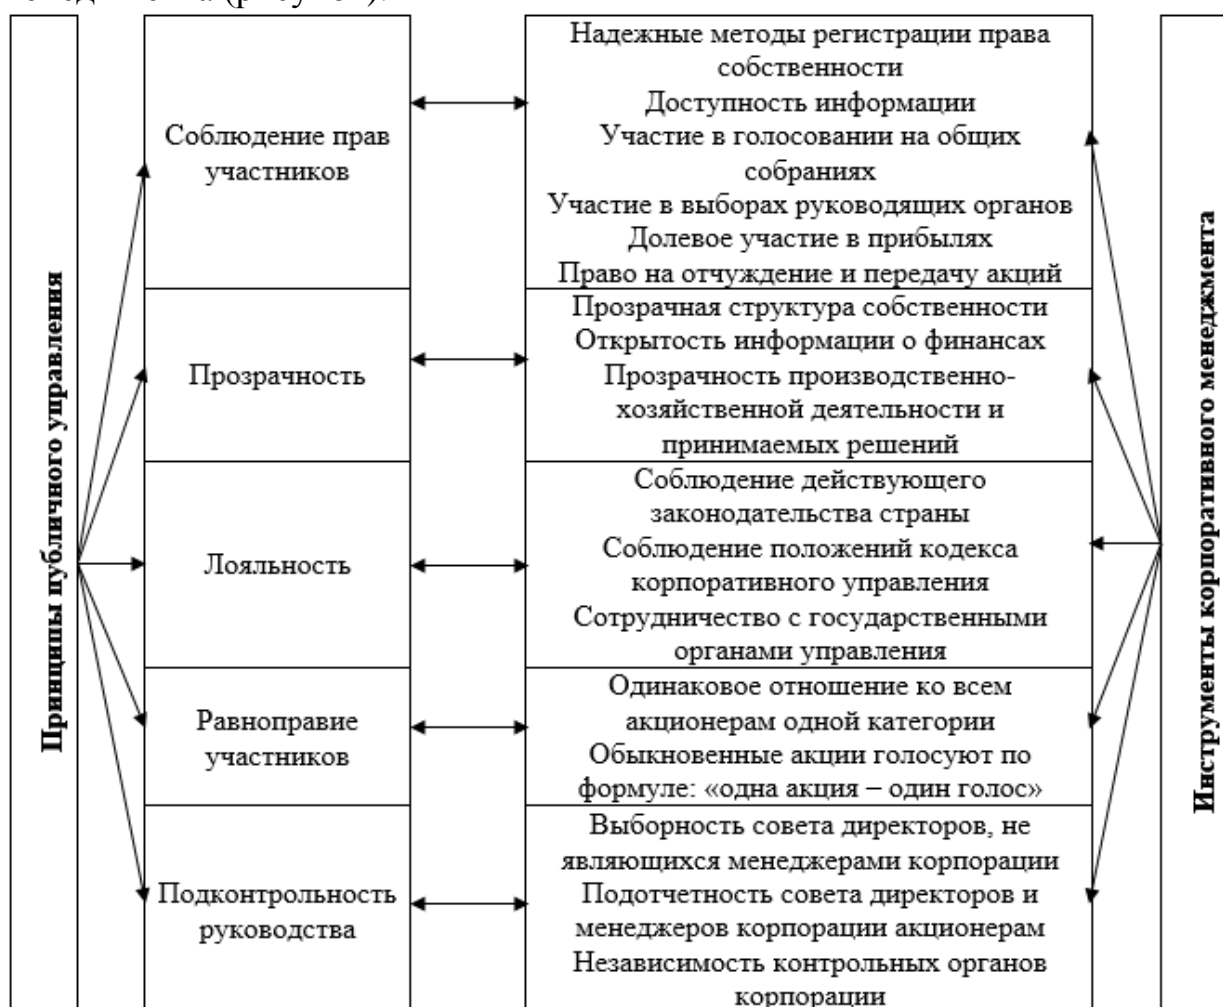 Принципы публичного управления
Соблюдение прав
участников
Надежные методы регистрации права
собственности
Доступность информации
Участие в голосовании на общих
собраниях
Участие в выборах руководящих органов
Долевое участие в прибылях
Право на отчуждение и передачу акций
Прозрачность
Прозрачная структура собственности
Открытость информации о финансах
Прозрачность производственно-
хозяйственной деятельности и
принимаемых решений
Лояльность
Соблюдение действующего
законодательства страны
Соблюдение положений кодекса
корпоративного управления
Сотрудничество с государственными
органами управления
Равноправие
участников
Одинаковое отношение ко всем
акционерам одной категории
Обыкновенные акции голосуют по
формуле: «одна акция – один голос»
Подконтрольность
руководства
Выборность совета директоров, не
являющихся менеджерами корпорации
Подотчетность совета директоров и
менеджеров корпорации акционерам
Независимость контрольных органов
корпорации
Инструменты корпоративного менеджмента